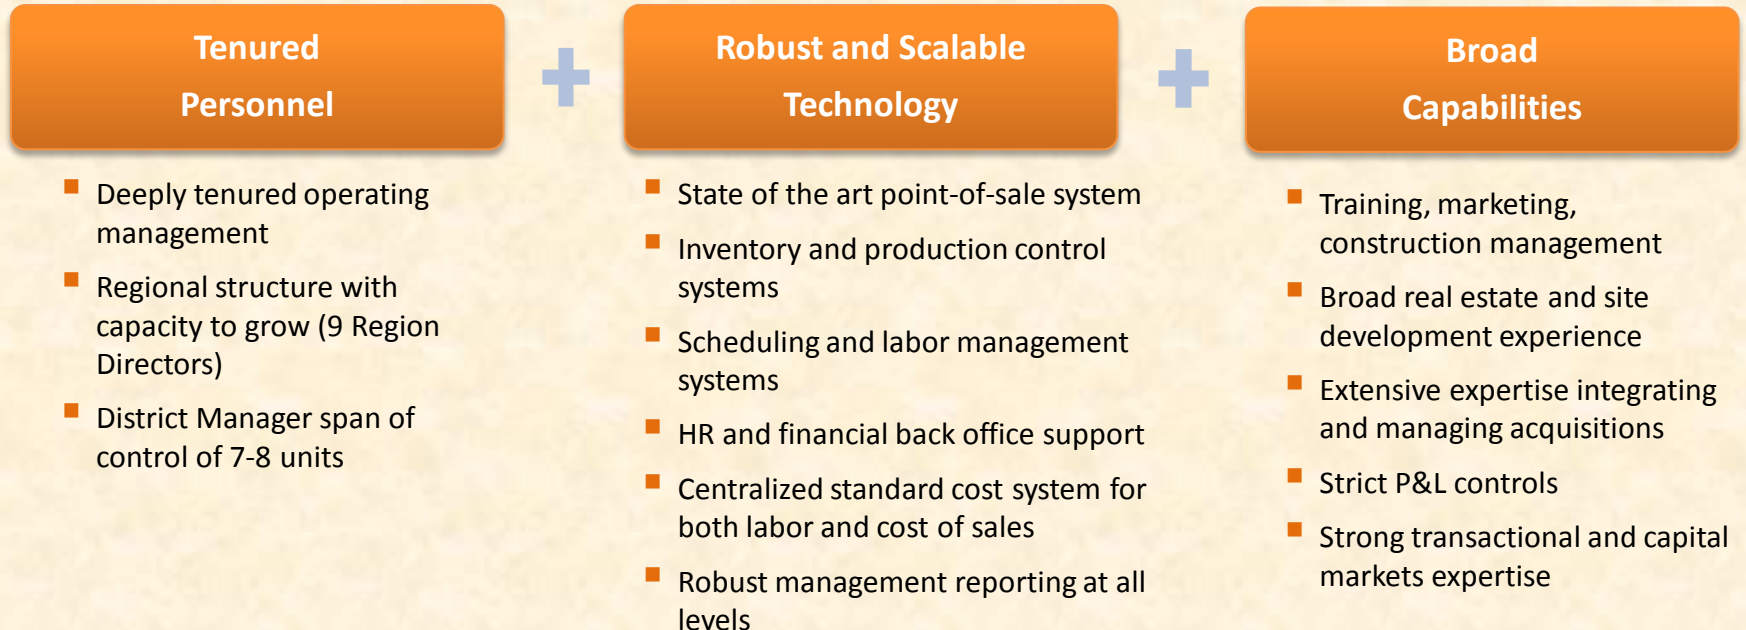 Tenured
Personnel
Deeply tenured operating
management
Regional structure with
capacity to grow (9 Region
Directors)
District Manager span of
control of 7-8 units
Robust and Scalable
Technology
State of the art point-of-sale system
Inventory and production control
systems
Scheduling and labor management
systems
HR and financial back office support
Centralized standard cost system for
both labor and cost of sales
Robust management reporting at all
levels
Broad
Capabilities
Training, marketing,
construction management
Broad real estate and site
development experience
Extensive expertise integrating
and managing acquisitions
Strict P&L controls
Strong transactional and capital
markets expertise